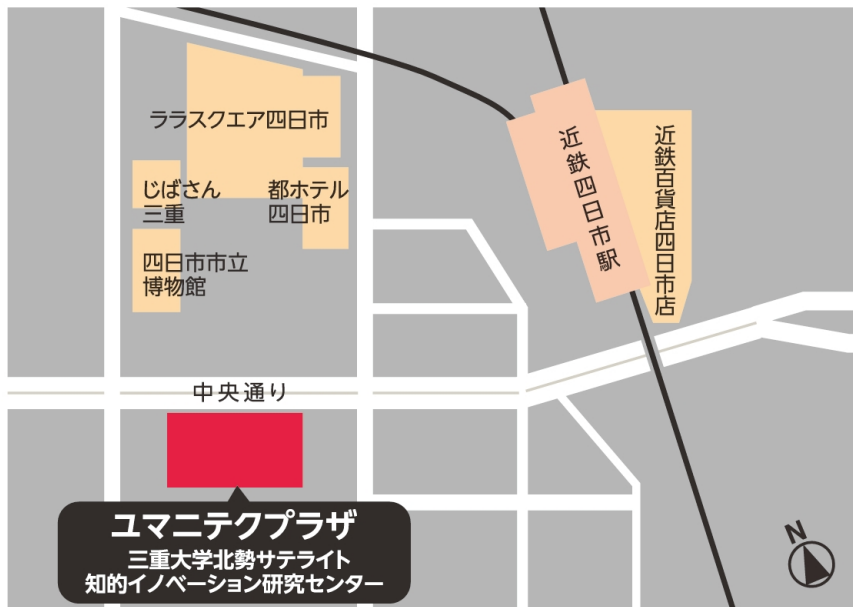 ララスクエア四日市
じばさん
三重
都ホテル
四日市
四日市市立
博物館
近鉄四日市駅
近鉄百貨店四日市店
中央通り
ユマニテクプラザ
三重大学北勢サテライト
知的イノベーション研究センター
N